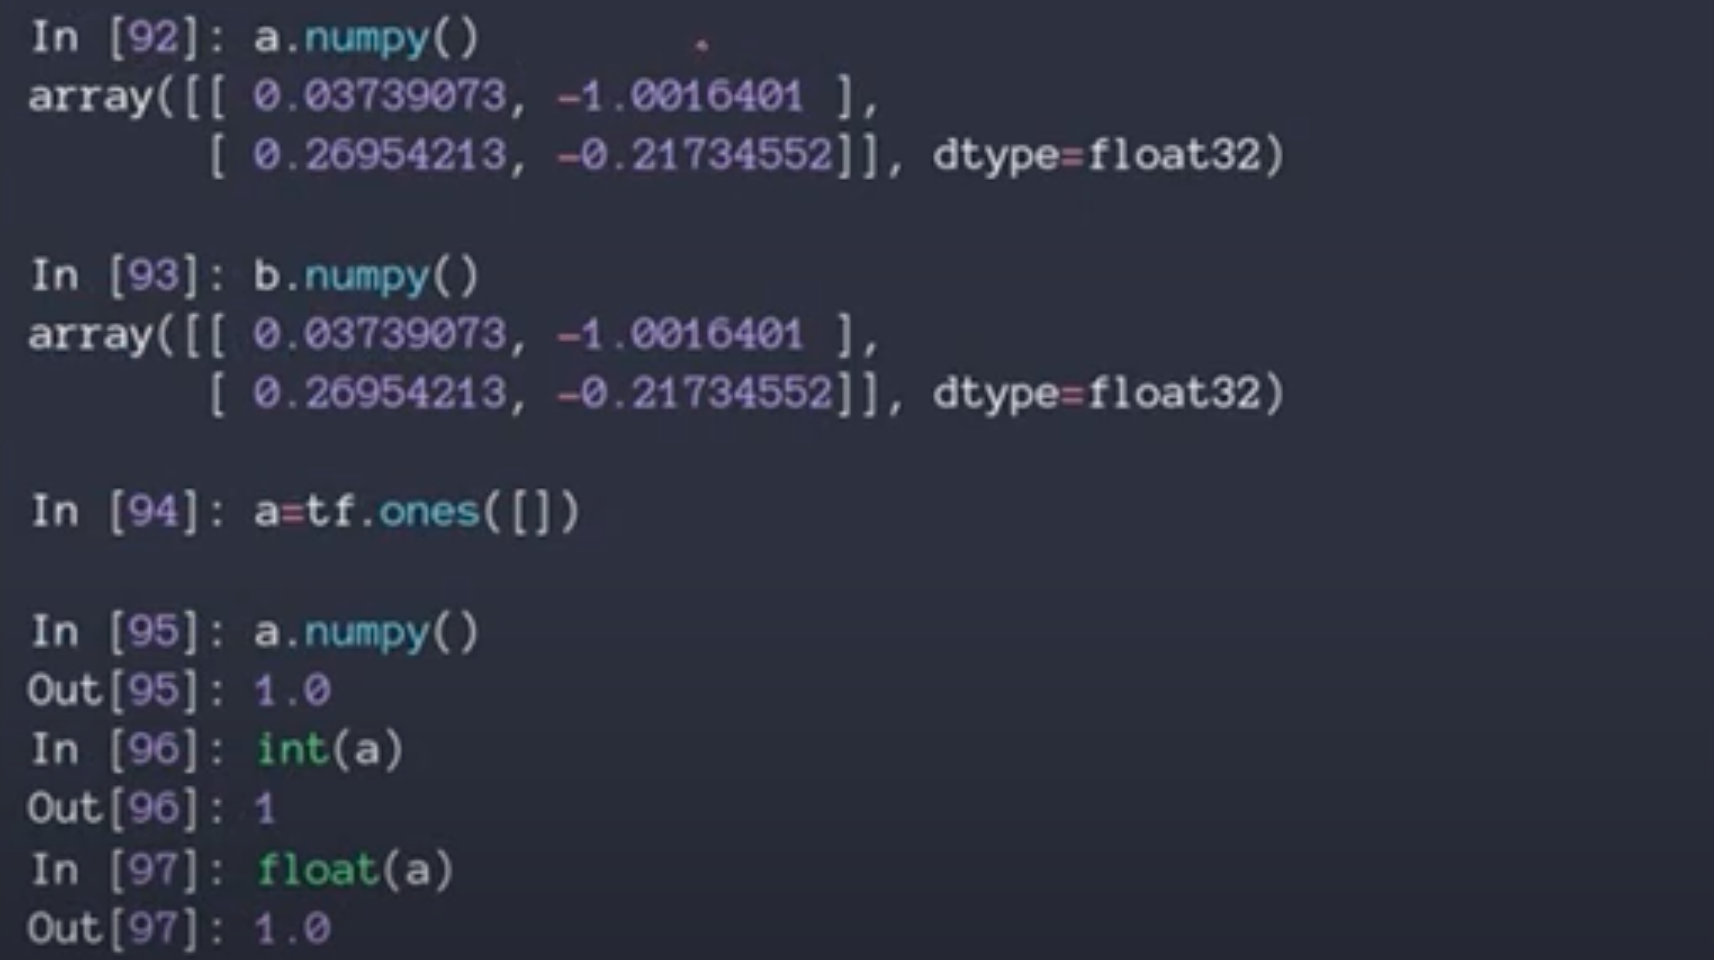 In [92]: a.numpy()
array([[ 0.03739073, -1.0016401 ],
       [ 0.26954213, -0.21734552]], dtype=float32)
In [93]: b.numpy()
array([[ 0.03739073, -1.0016401 ],
       [ 0.26954213, -0.21734552]], dtype=float32)
In [94]: a=tf.ones([])
In [95]: a.numpy()
Out[95]: 1.0
In [96]: int(a)
Out[96]: 1
In [97]: float(a)
Out[97]: 1.0